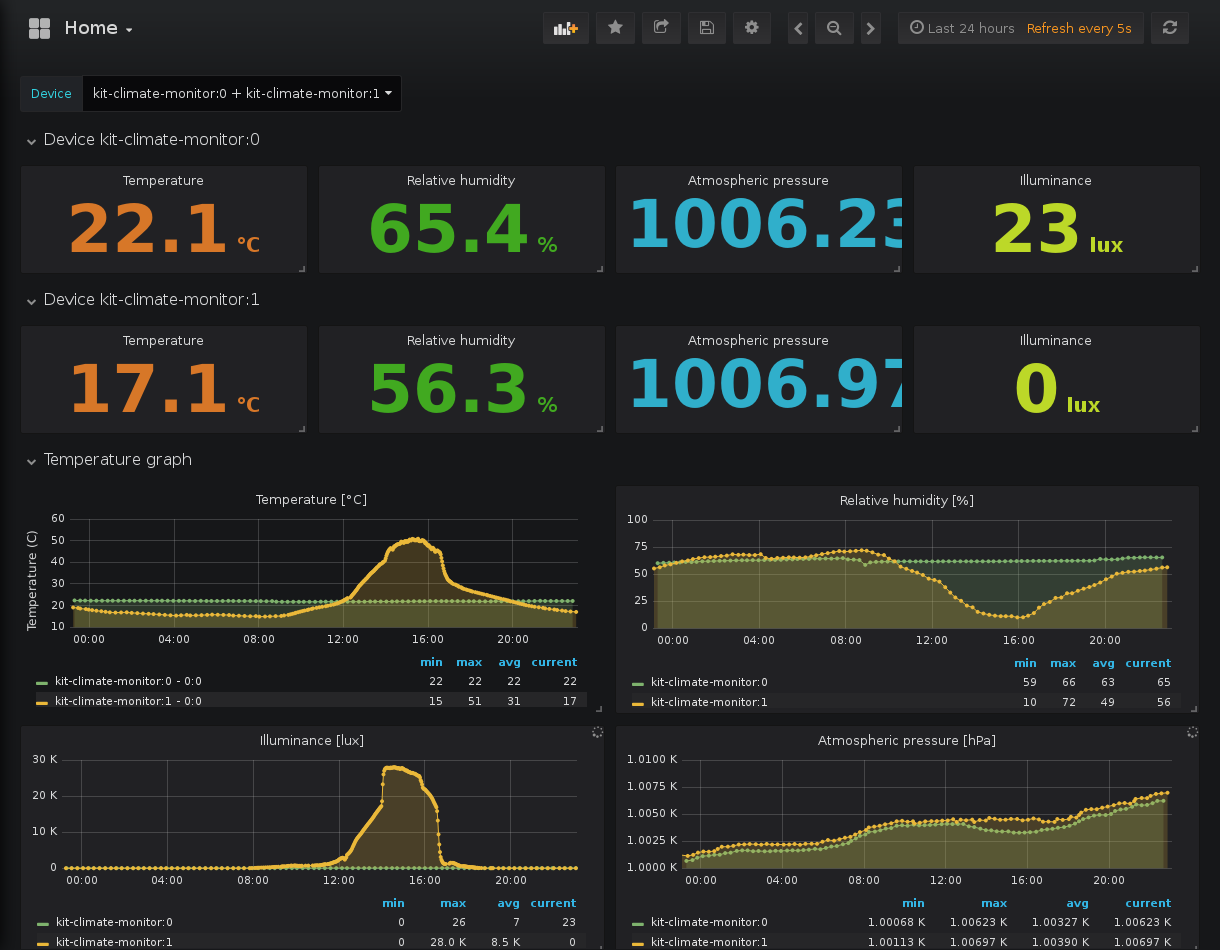 Home
Last 24 hours Refresh every 5s
Device kit-climate-monitor:0 + kit-climate-monitor:1
Device kit-climate-monitor:0
Temperature Relative humidity Atmospheric pressure Illuminance
22.1 °C 65.4 % 1006.23 23 lux
Device kit-climate-monitor:1
Temperature Relative humidity Atmospheric pressure Illuminance
17.1 °C 56.3 % 1006.97 0 lux
Temperature graph
Temperature [°C]
Temperature (C)
60
50
40
30
20
10
00:00 04:00 08:00 12:00 16:00 20:00
min max avg current
kit-climate-monitor:0 - 0:0 22 22 22 22
kit-climate-monitor:1 - 0:0 15 51 31 17
Relative humidity [%]
100
75
50
25
0
00:00 04:00 08:00 12:00 16:00 20:00
min max avg current
kit-climate-monitor:0 59 66 63 65
kit-climate-monitor:1 10 72 49 56
Illuminance [lux]
30 K
20 K
10 K
0
00:00 04:00 08:00 12:00 16:00 20:00
min max avg current
kit-climate-monitor:0 0 26 7 23
kit-climate-monitor:1 0 28.0 K 8.5 K 0
Atmospheric pressure [hPa]
1.0100 K
1.0075 K
1.0050 K
1.0025 K
1.0000 K
00:00 04:00 08:00 12:00 16:00 20:00
min max avg current
kit-climate-monitor:0 1.00068 K 1.00623 K 1.00327 K 1.00623 K
kit-climate-monitor:1 1.00113 K 1.00697 K 1.00390 K 1.00697 K